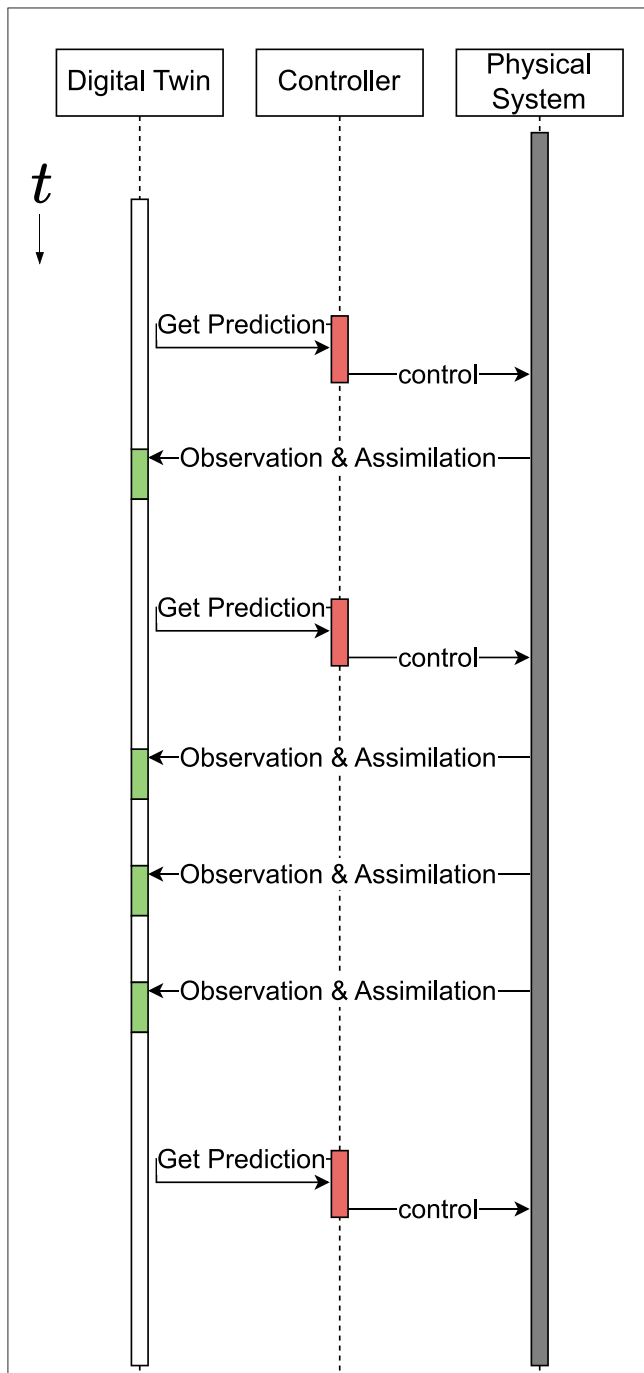 Digital Twin
Controller
Physical
System
t
Get Prediction
control
Observation & Assimilation
Get Prediction
control
Observation & Assimilation
Observation & Assimilation
Observation & Assimilation
Get Prediction
control